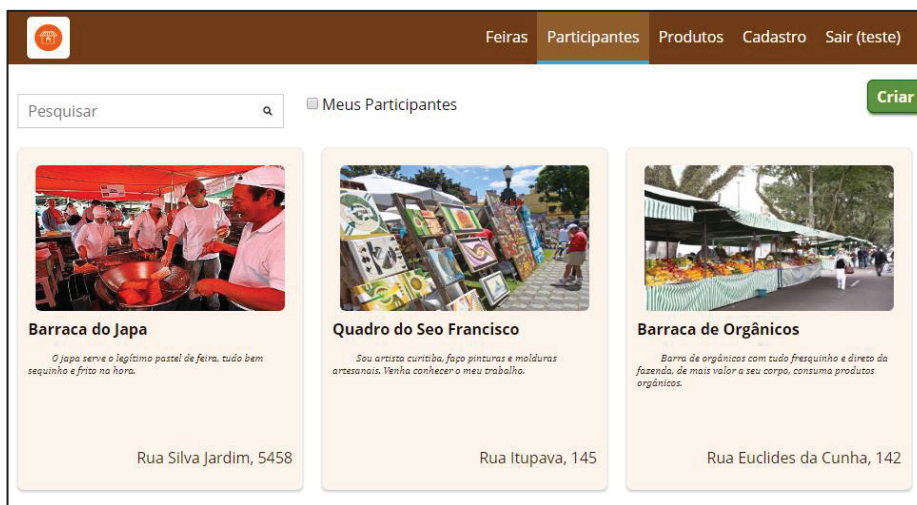 Feiras Participantes Produtos Cadastro Sair (teste)
Pesquisar
Meus Participantes
Criar
Barraca do Japa
O japa serve o legítimo pastel de feira, tudo bem
sequinho e frito na hora.
Rua Silva Jardim, 5458
Quadro do Seo Francisco
Sou artista curitiba, faço pinturas e molduras
artesanais. Venha conhecer o meu trabalho.
Rua Itupava, 145
Barraca de Orgânicos
Barra de orgânicos com tudo fresquinho e direto da
fazenda, de mais valor a seu corpo, consuma produtos
orgânicos.
Rua Euclides da Cunha, 142